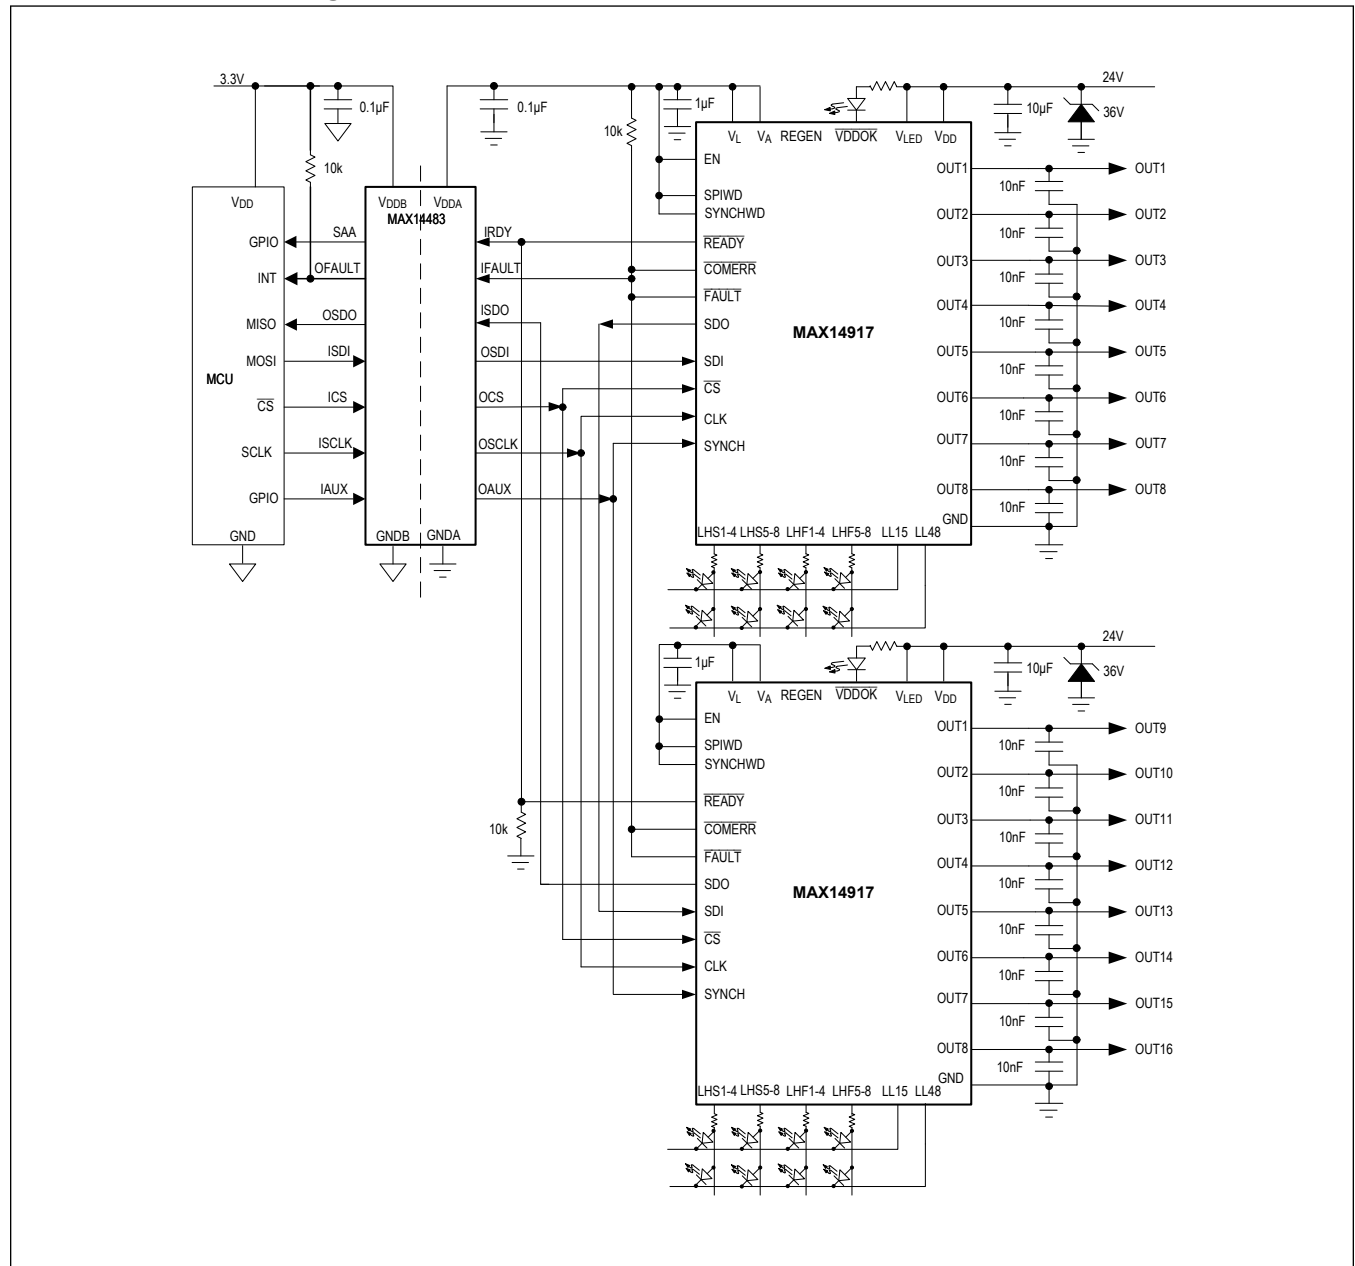 3.3V
0.1µF
0.1µF
10k
1µF
24V
10µF
36V
10k
VL VA REGEN VDDOK VLED VDD
EN
SPIWD
SYNCHWD
READY
COMERR
FAULT
SDO
SDI
CS
CLK
SYNCH
MAX14917
OUT1
OUT2
OUT3
OUT4
OUT5
OUT6
OUT7
OUT8
GND
10nF
10nF
10nF
10nF
10nF
10nF
10nF
10nF
OUT1
OUT2
OUT3
OUT4
OUT5
OUT6
OUT7
OUT8
LHS1-4 LHS5-8 LHF1-4 LHF5-8 LL15 LL48
VDD
GPIO
INT
MISO
MOSI
MCU
CS
SCLK
GPIO
GND
SAA
OFAULT
OSDO
ISDI
ICS
ISCLK
IAUX
VDDB VDDA
MAX14483
GNDB GNDA
IRDY
IFAULT
ISDO
OSDI
OCS
OSCLK
OAUX
1µF
24V
10µF
36V
VL VA REGEN VDDOK VLED VDD
EN
SPIWD
SYNCHWD
READY
COMERR
FAULT
SDO
SDI
CS
CLK
SYNCH
10k
MAX14917
OUT1
OUT2
OUT3
OUT4
OUT5
OUT6
OUT7
OUT8
GND
10nF
10nF
10nF
10nF
10nF
10nF
10nF
10nF
OUT9
OUT10
OUT11
OUT12
OUT13
OUT14
OUT15
OUT16
LHS1-4 LHS5-8 LHF1-4 LHF5-8 LL15 LL48